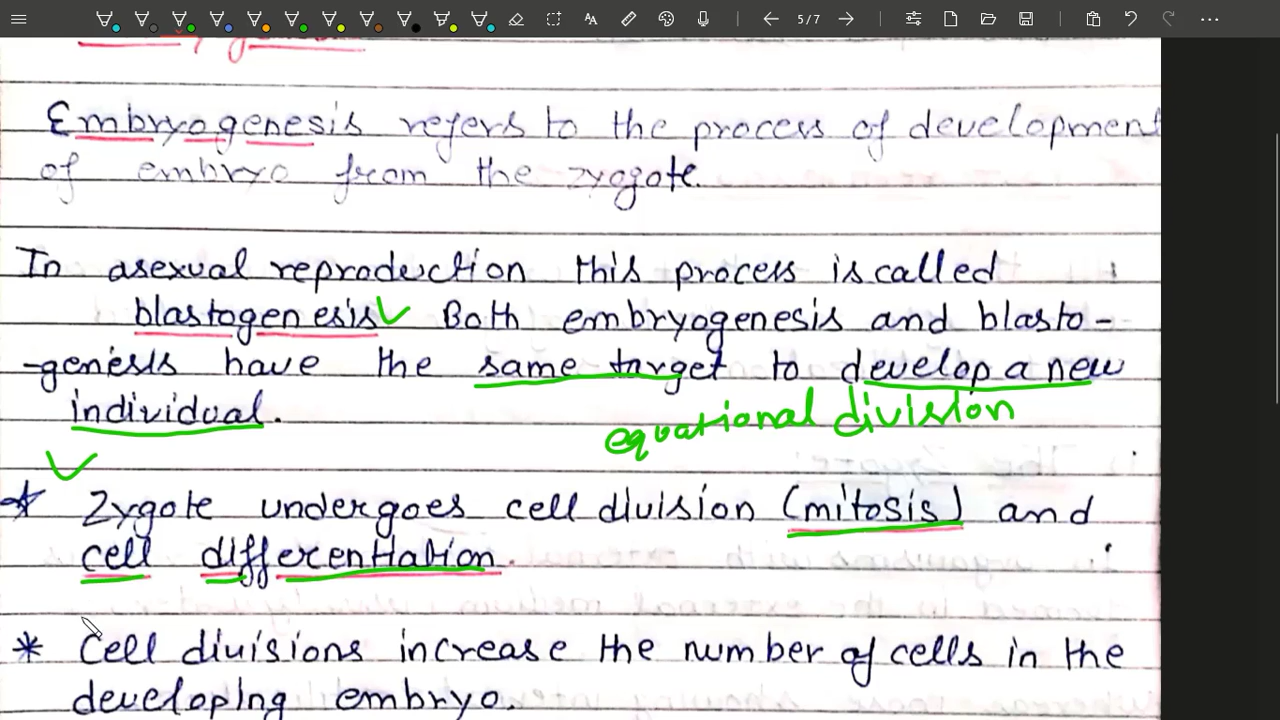 5/7
Embryogenesis refers to the process of development
of embryo from the zygote.
In asexual reproduction this process is called
blastogenesis Both embryogenesis and blasto-
-genesis have the same target to develop a new
individual.
equational division
* Zygote undergoes cell division (mitosis) and
cell differentiation.
* Cell divisions increase the number of cells in the
developing embryo.